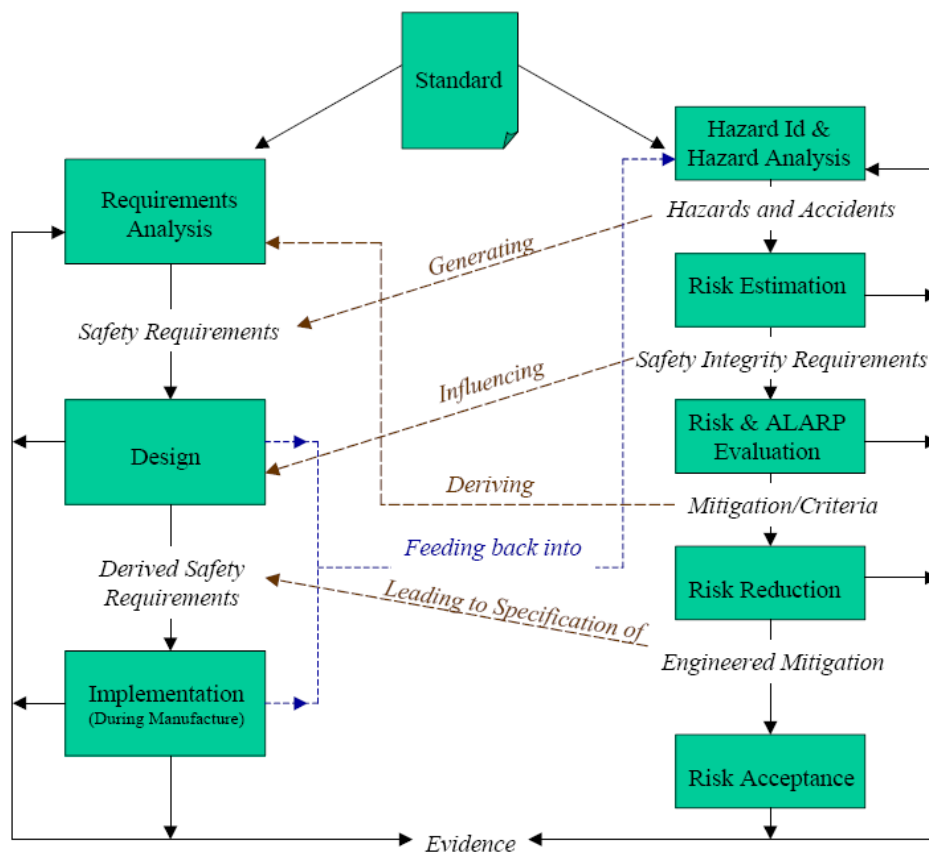 Standard
Hazard Id &
Hazard Analysis
Requirements
Analysis
Hazards and Accidents
Generating
Risk Estimation
Safety Requirements
Safety Integrity Requirements
Influencing
Risk & ALARP
Evaluation
Design
Deriving
Mitigation/Criteria
Feeding back into
Derived Safety
Requirements
Leading to Specification of
Risk Reduction
Engineered Mitigation
Implementation
(During Manufacture)
Risk Acceptance
Evidence